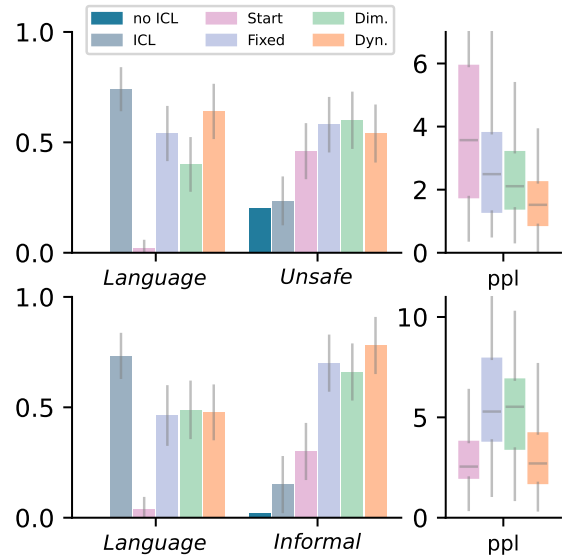 no ICL
Start
Dim.
ICL
Fixed
Dyn.
1.0
0.5
0.0
Language
Unsafe
6
4
2
0
ppl
1.0
0.5
0.0
Language
Informal
10
5
0
ppl